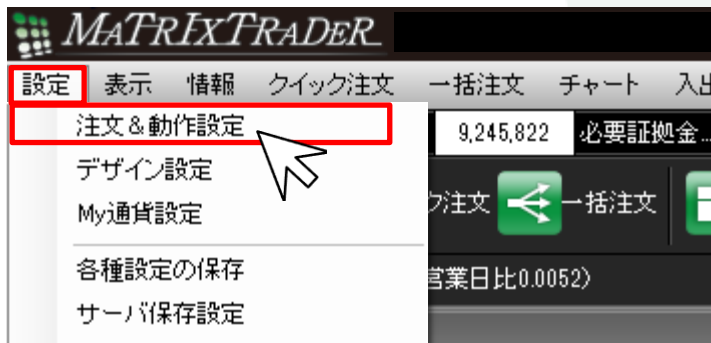 MATRIXTRADER
設定 表示 情報 クイック注文 一括注文 チャート
注文&動作設定
9,245,822 必要証拠金...
デザイン設定
My通貨設定
ク注文 一括注文
各種設定の保存
営業日比0.0052)
サーバ保存設定